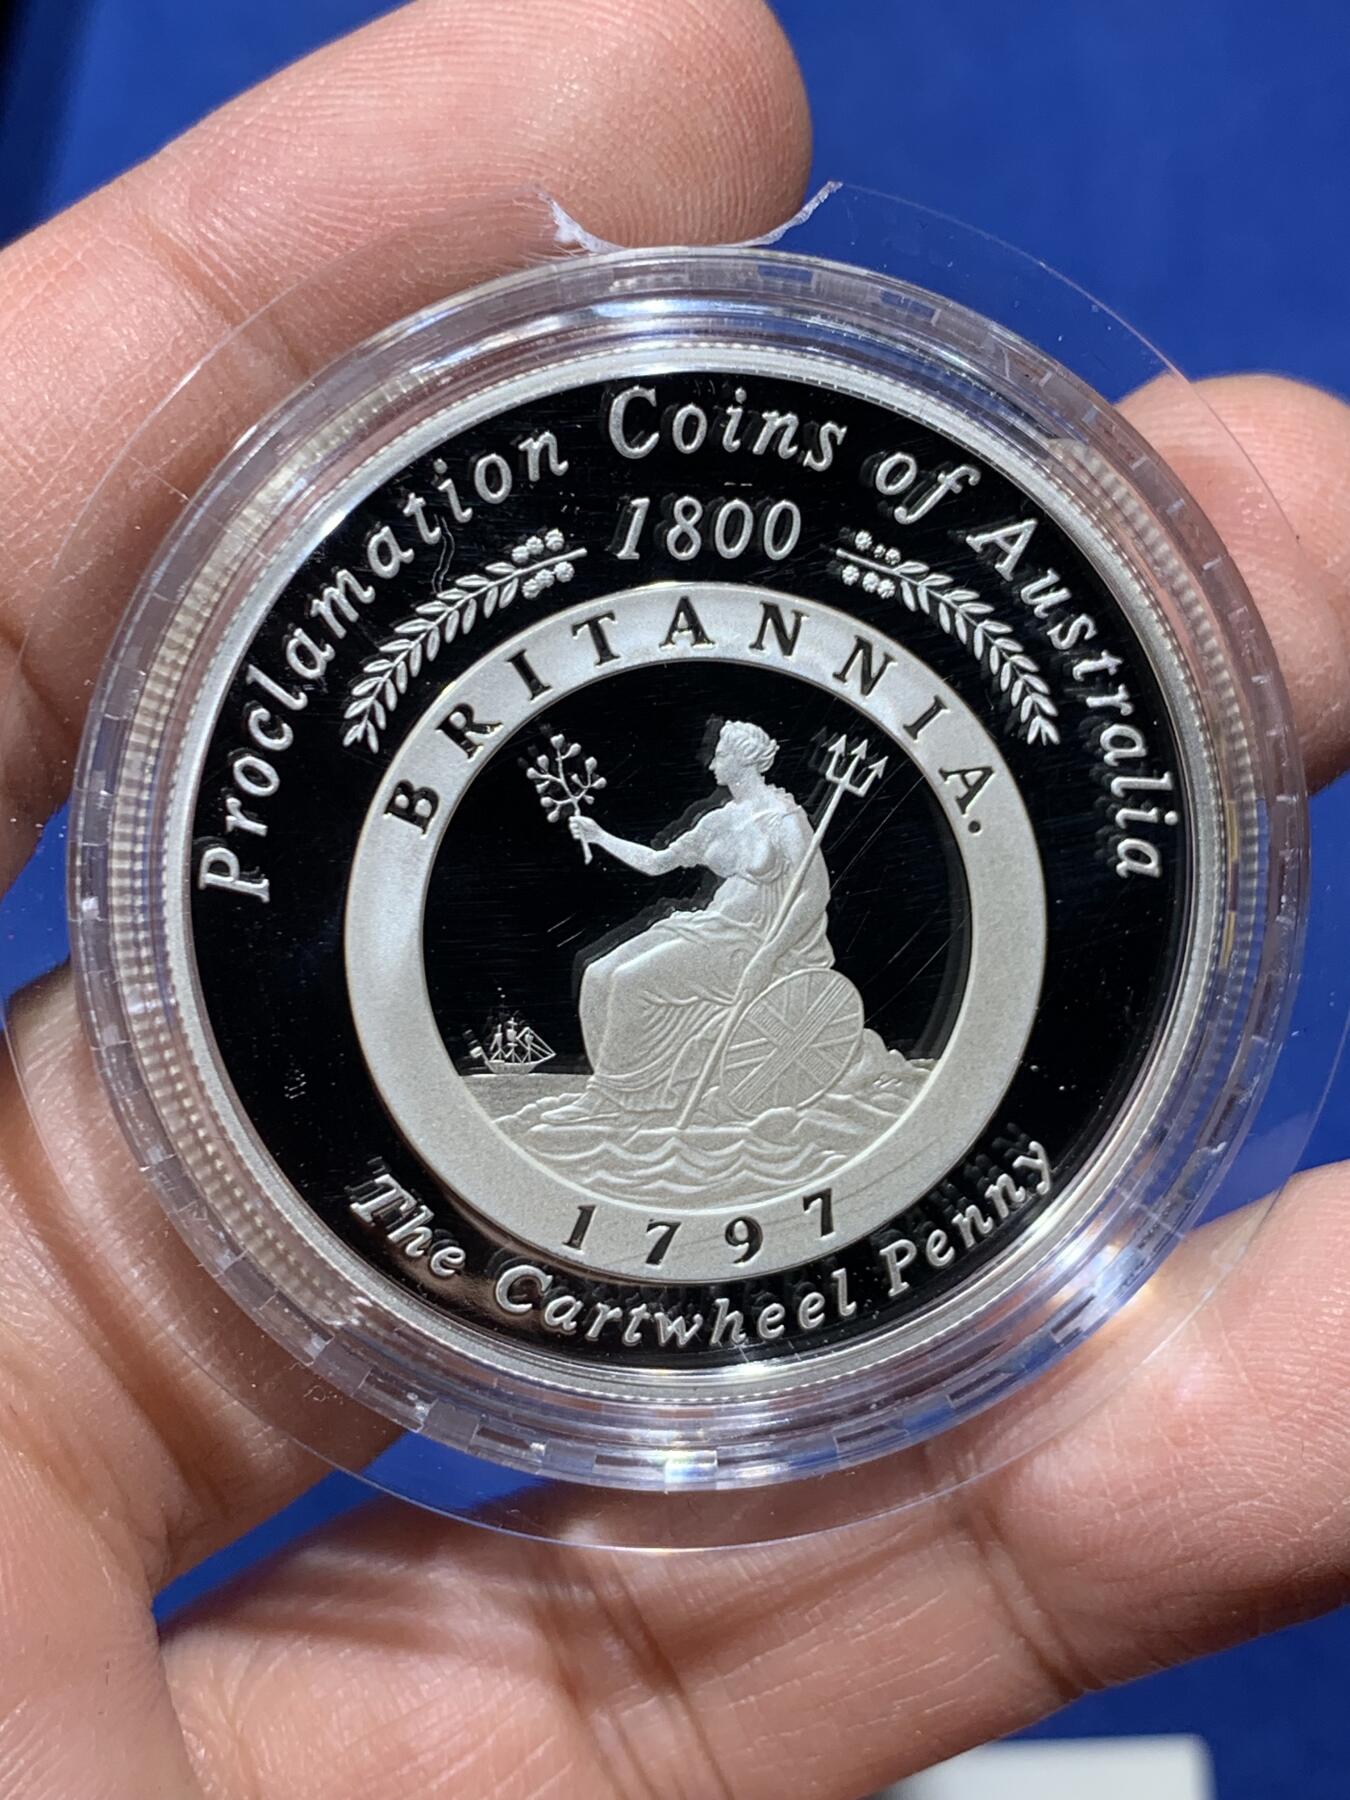 Proclamation Coins of Australia
1800
BRITANNIA.
1797
The Cartwheel Penny